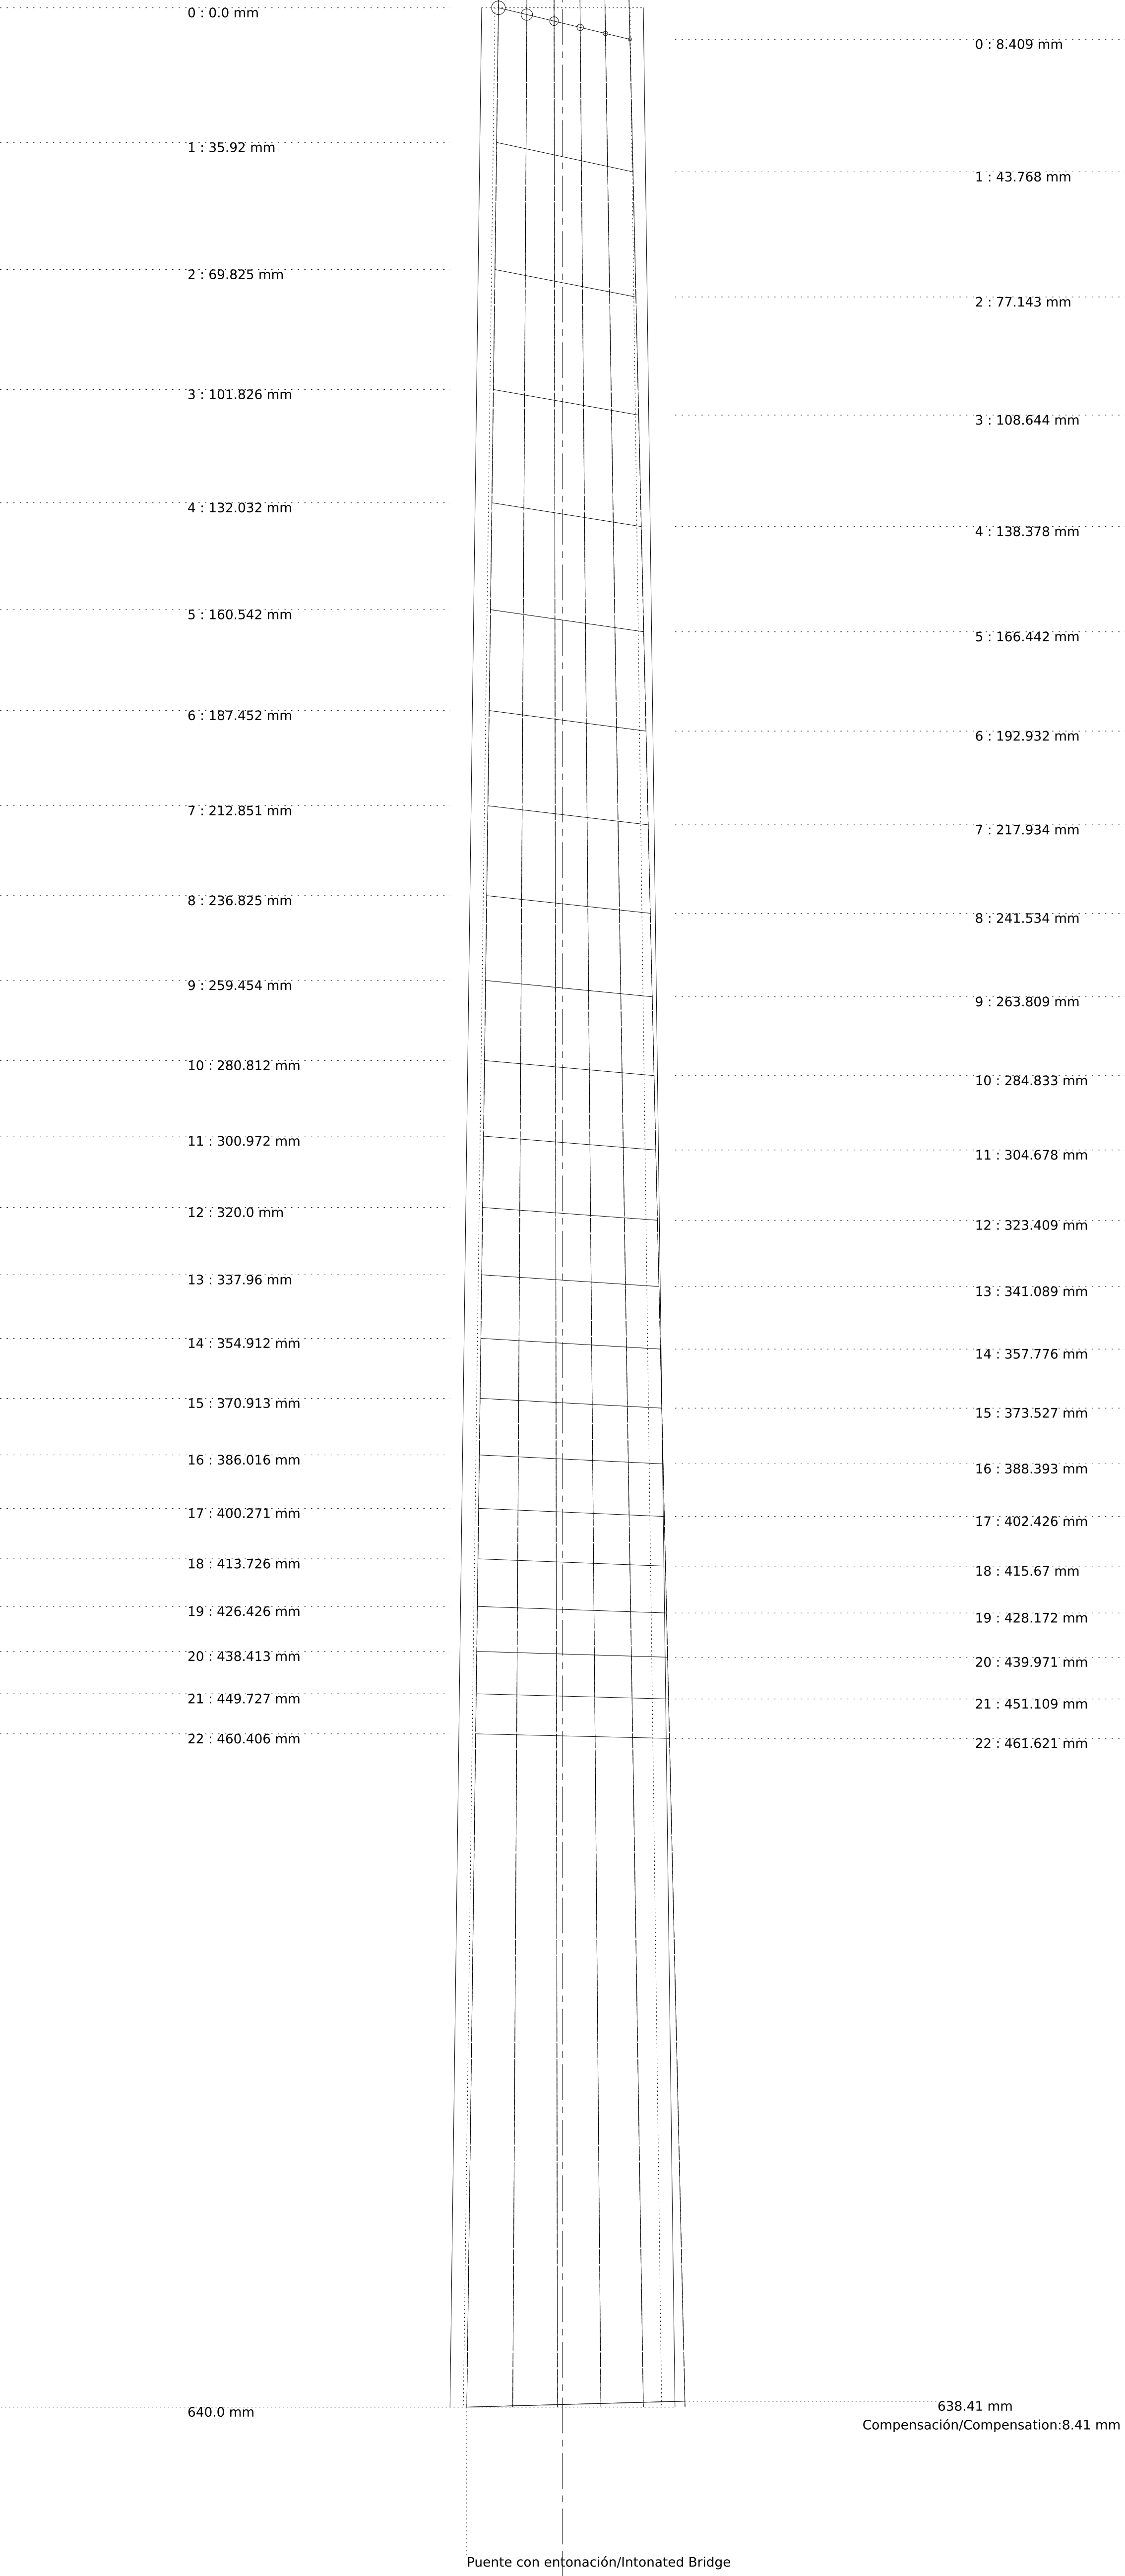 0 : 0.0 mm
0 : 8.409 mm
1 : 35.92 mm
1 : 43.768 mm
2 : 69.825 mm
2 : 77.143 mm
3 : 101.826 mm
3 : 108.644 mm
4 : 132.032 mm
4 : 138.378 mm
5 : 160.542 mm
5 : 166.442 mm
6 : 187.452 mm
6 : 192.932 mm
7 : 212.851 mm
7 : 217.934 mm
8 : 236.825 mm
8 : 241.534 mm
9 : 259.454 mm
9 : 263.809 mm
10 : 280.812 mm
10 : 284.833 mm
11 : 300.972 mm
11 : 304.678 mm
12 : 320.0 mm
12 : 323.409 mm
13 : 337.96 mm
13 : 341.089 mm
14 : 354.912 mm
14 : 357.776 mm
15 : 370.913 mm
15 : 373.527 mm
16 : 386.016 mm
16 : 388.393 mm
17 : 400.271 mm
17 : 402.426 mm
18 : 413.726 mm
18 : 415.67 mm
19 : 426.426 mm
19 : 428.172 mm
20 : 438.413 mm
20 : 439.971 mm
21 : 449.727 mm
21 : 451.109 mm
22 : 460.406 mm
22 : 461.621 mm
638.41 mm
640.0 mm
Compensación/Compensation:8.41 mm
Puente con entonación/Intonated Bridge